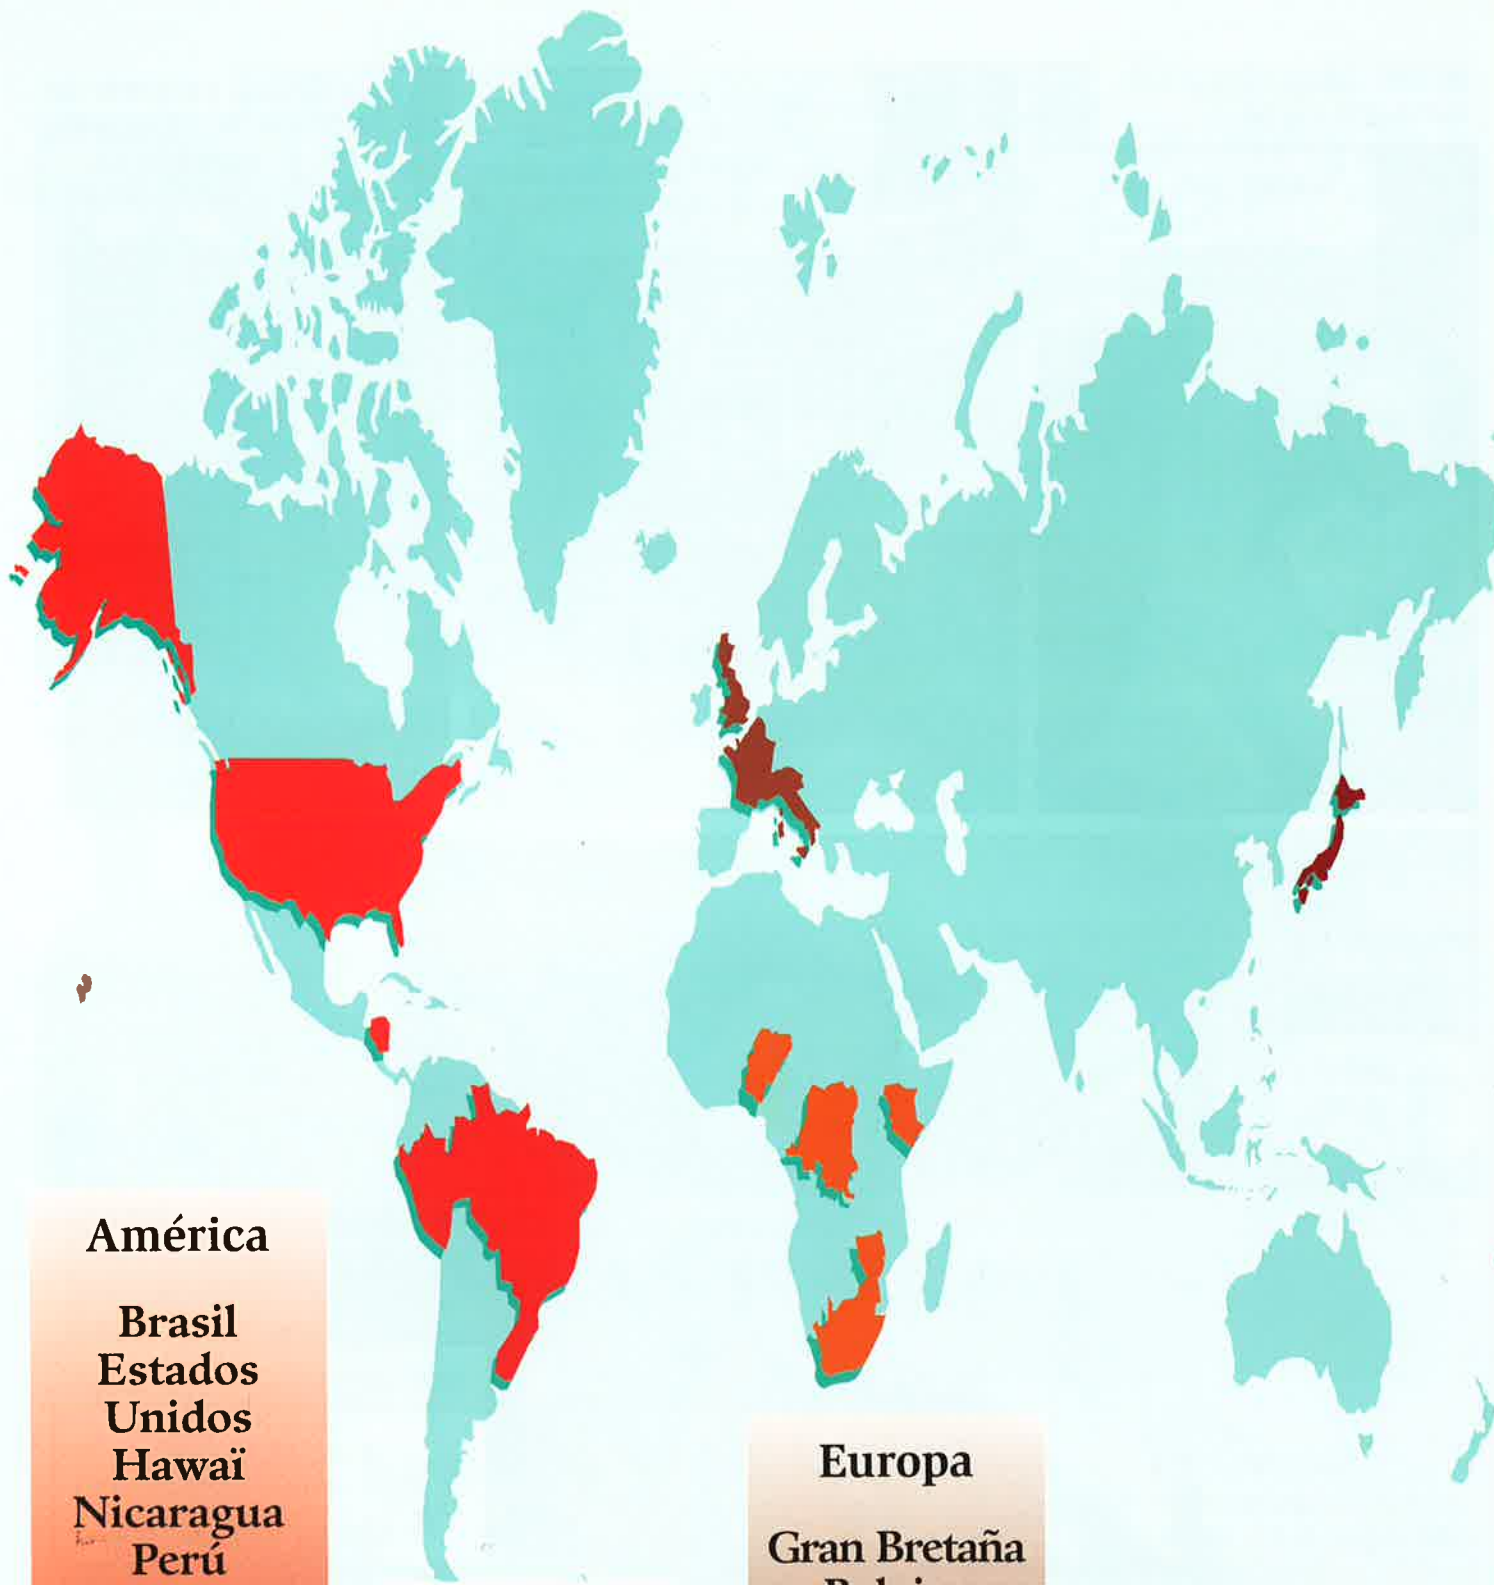 América
Brasil
Estados
Unidos
Hawaï
Nicaragua
Perú
Europa
Gran Bretaña